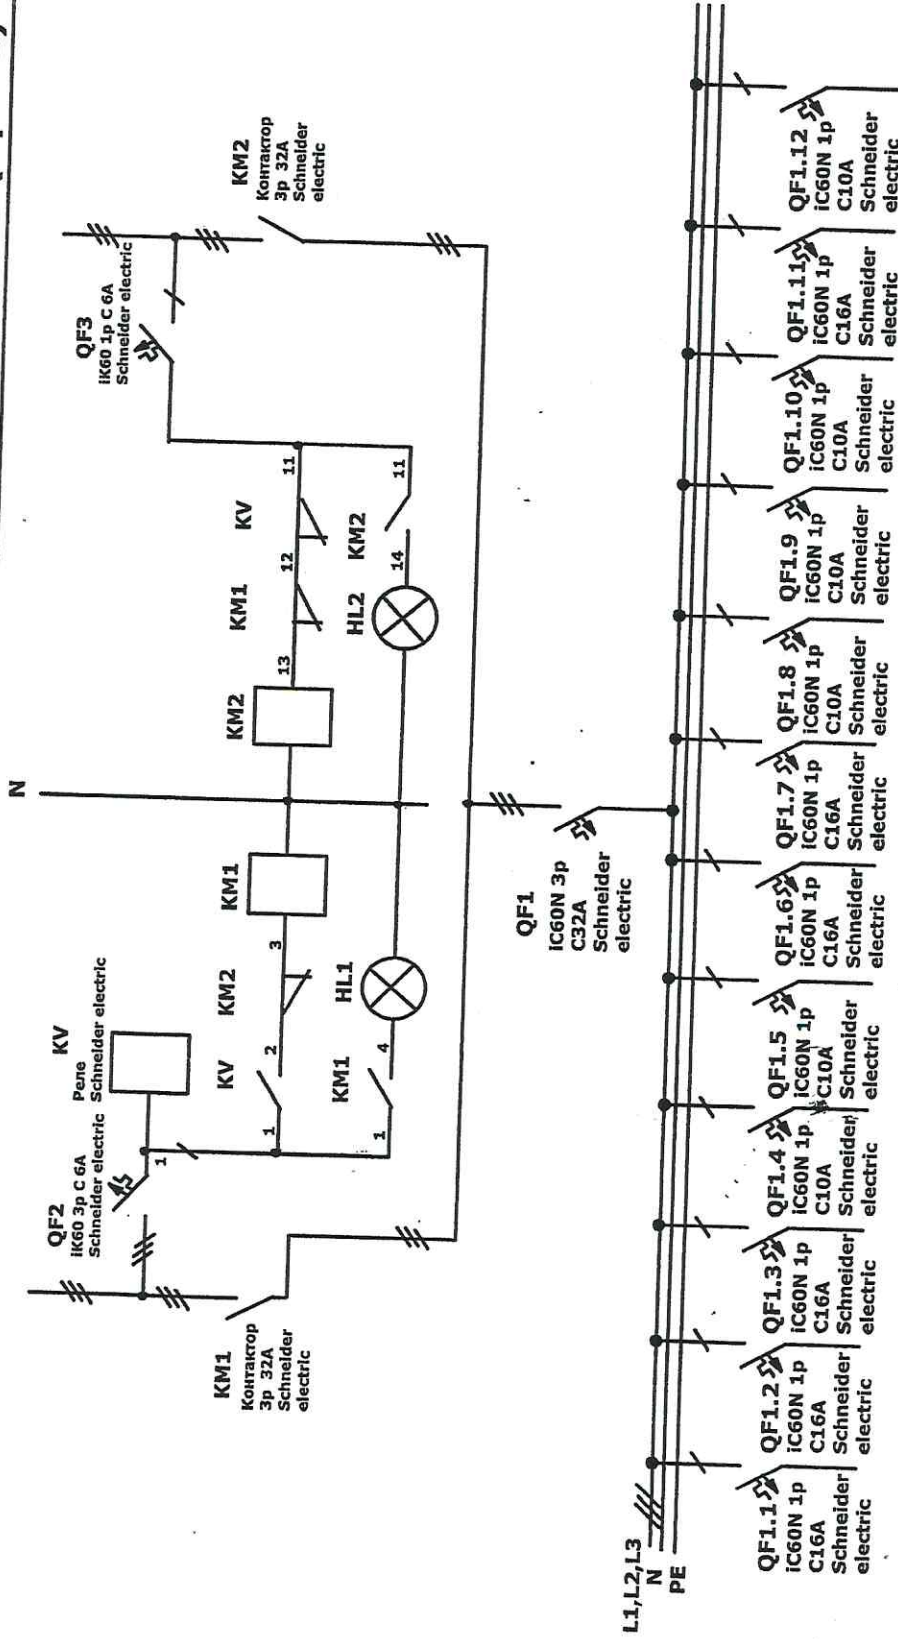 N
KV
Реле
Schneider electric
QF2
iK60 3p C 6A
Schneider electric
1
QF3
iK60 1p C 6A
Schneider electric
KM2
Контактор
3p 32A
Schneider
electric
KM1
Контактор
3p 32A
Schneider
electric
1
KV
2
KM2
3
KM1
KM2
13
KM1
12
KV
11
1
KM1
4
HL1
HL2
14
KM2
11
QF1
iC60N 3p
C32A
Schneider
electric
L1,L2,L3
N
PE
QF1.1
iC60N 1p
C16A
Schneider
electric
QF1.2
iC60N 1p
C16A
Schneider
electric
QF1.3
iC60N 1p
C16A
Schneider
electric
QF1.4
iC60N 1p
C10A
Schneider
electric
QF1.5
iC60N 1p
C10A
Schneider
electric
QF1.6
iC60N 1p
C16A
Schneider
electric
QF1.7
iC60N 1p
C16A
Schneider
electric
QF1.8
iC60N 1p
C10A
Schneider
electric
QF1.9
iC60N 1p
C10A
Schneider
electric
QF1.10
iC60N 1p
C10A
Schneider
electric
QF1.11
iC60N 1p
C16A
Schneider
electric
QF1.12
iC60N 1p
C10A
Schneider
electric